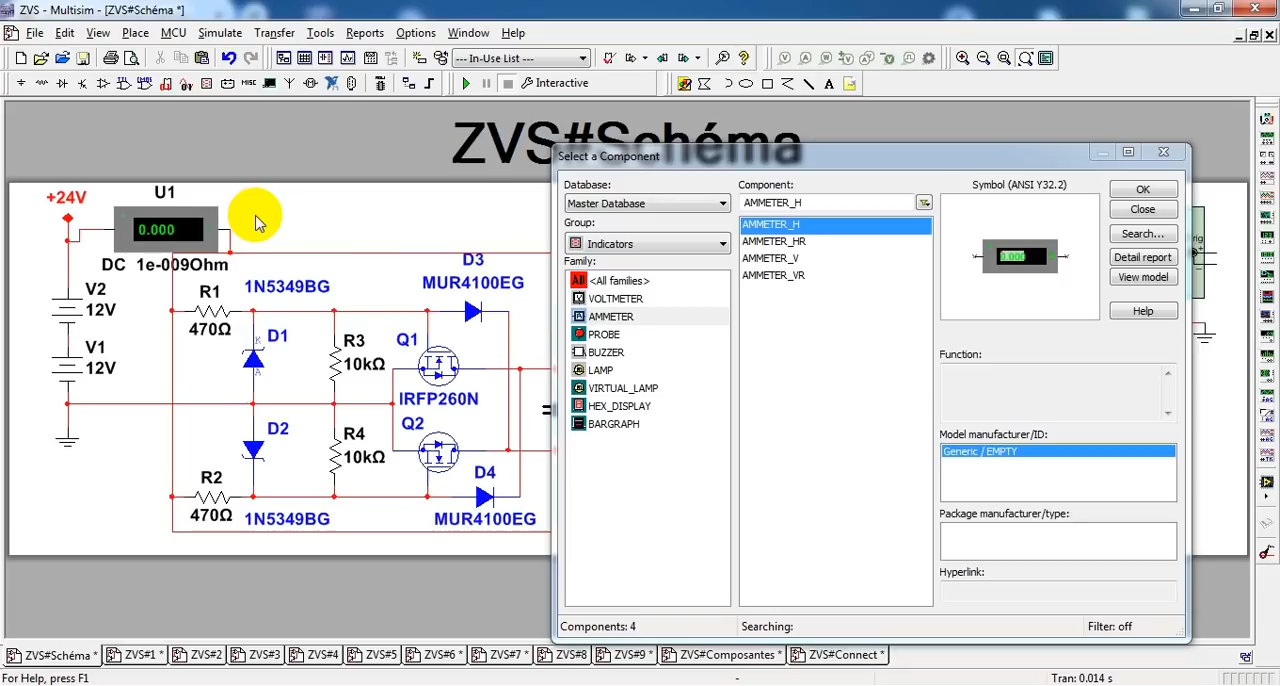 ZVS - Multisim - [ZVS#Schéma *]
File Edit View Place MCU Simulate Transfer Tools Reports Options Window Help
--- In-Use List ---
Interactive
ZVS#Schéma
Select a Component
Database:
Master Database
Group:
Indicators
Family:
<All families>
VOLTMETER
AMMETER
PROBE
BUZZER
LAMP
VIRTUAL_LAMP
HEX_DISPLAY
BARGRAPH
Component:
AMMETER_H
AMMETER_H
AMMETER_HR
AMMETER_V
AMMETER_VR
Symbol (ANSI Y32.2)
0.000
OK
Close
Search...
Detail report
View model
Help
Function:
Model manufacturer/ID:
Generic / EMPTY
Package manufacturer/type:
Hyperlink:
Components: 4 Searching: Filter: off
+24V
U1
0.000
DC 1e-009Ohm
V2
12V
V1
12V
R1
470Ω
1N5349BG
D1
K
A
D2
R2
470Ω
1N5349BG
R3
10kΩ
R4
10kΩ
D3
MUR4100EG
Q1
IRFP260N
Q2
D4
MUR4100EG
rig
ZVS#Schéma * ZVS#1 * ZVS#2 ZVS#3 ZVS#4 ZVS#5 ZVS#6 * ZVS#7 * ZVS#8 ZVS#9 * ZVS#Composantes * ZVS#Connect *
For Help, press F1
- Tran: 0.014 s